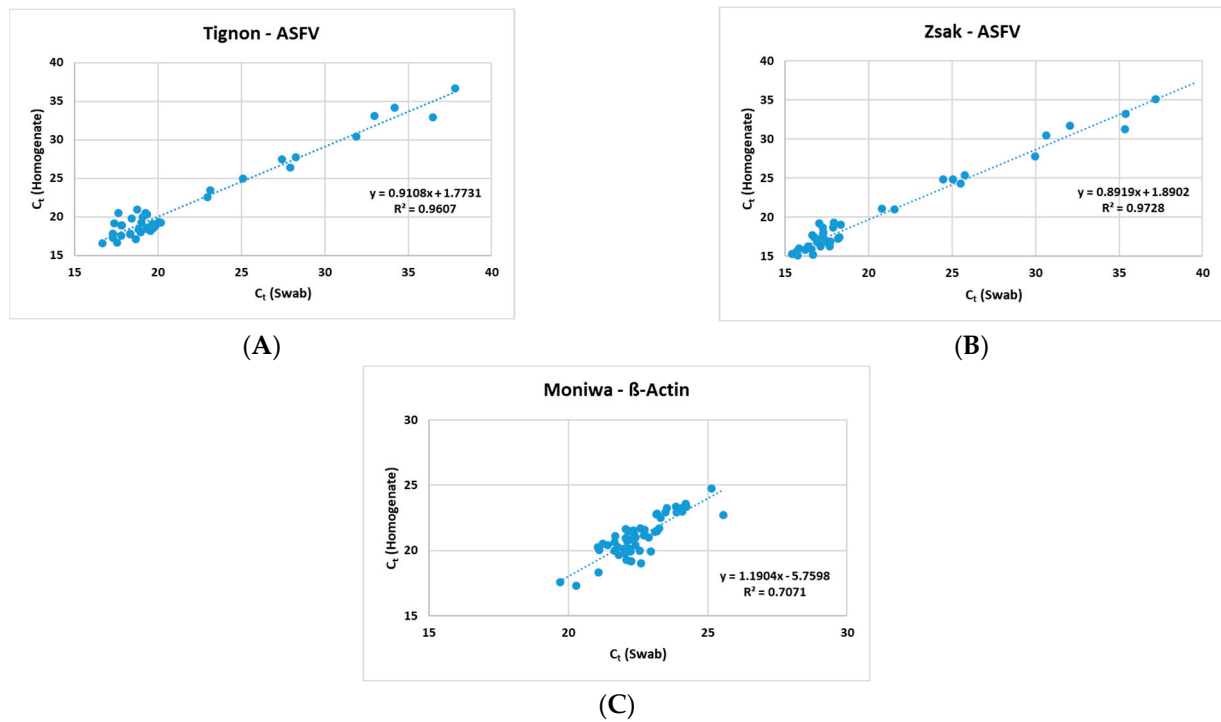 Tignon - ASFV
40
35
30
25
20
15
15 20 25 30 35 40
Cₜ (Homogenate)
Cₜ (Swab)
y = 0.9108x + 1.7731
R² = 0.9607
(A)
Zsak - ASFV
40
35
30
25
20
15
15 20 25 30 35 40
Cₜ (Homogenate)
Cₜ (Swab)
y = 0.8919x + 1.8902
R² = 0.9728
(B)
Moniwa - ß-Actin
30
25
20
15
15 20 25 30
Cₜ (Homogenate)
Cₜ (Swab)
y = 1.1904x - 5.7598
R² = 0.7071
(C)